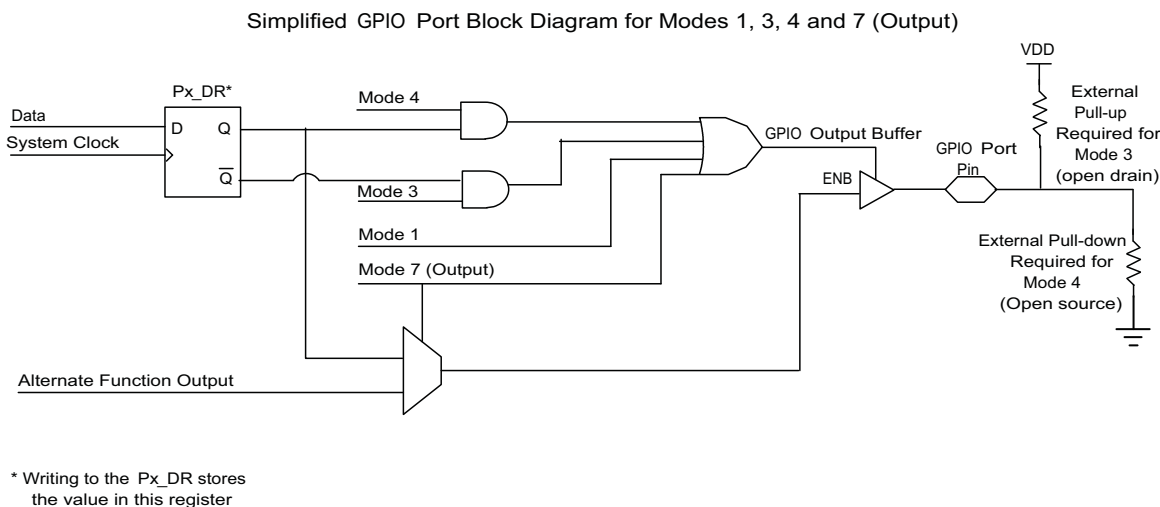 Simplified GPIO Port Block Diagram for Modes 1, 3, 4 and 7 (Output)
VDD
Px_DR*
Mode 4
External
Pull-up
Required for
Mode 3
(open drain)
Data
D
Q
System Clock
GPIO Output Buffer
GPIO Port
Pin
Q
ENB
Mode 3
Mode 1
External Pull-down
Required for
Mode 4
(Open source)
Mode 7 (Output)
Alternate Function Output
* Writing to the Px_DR stores
the value in this register